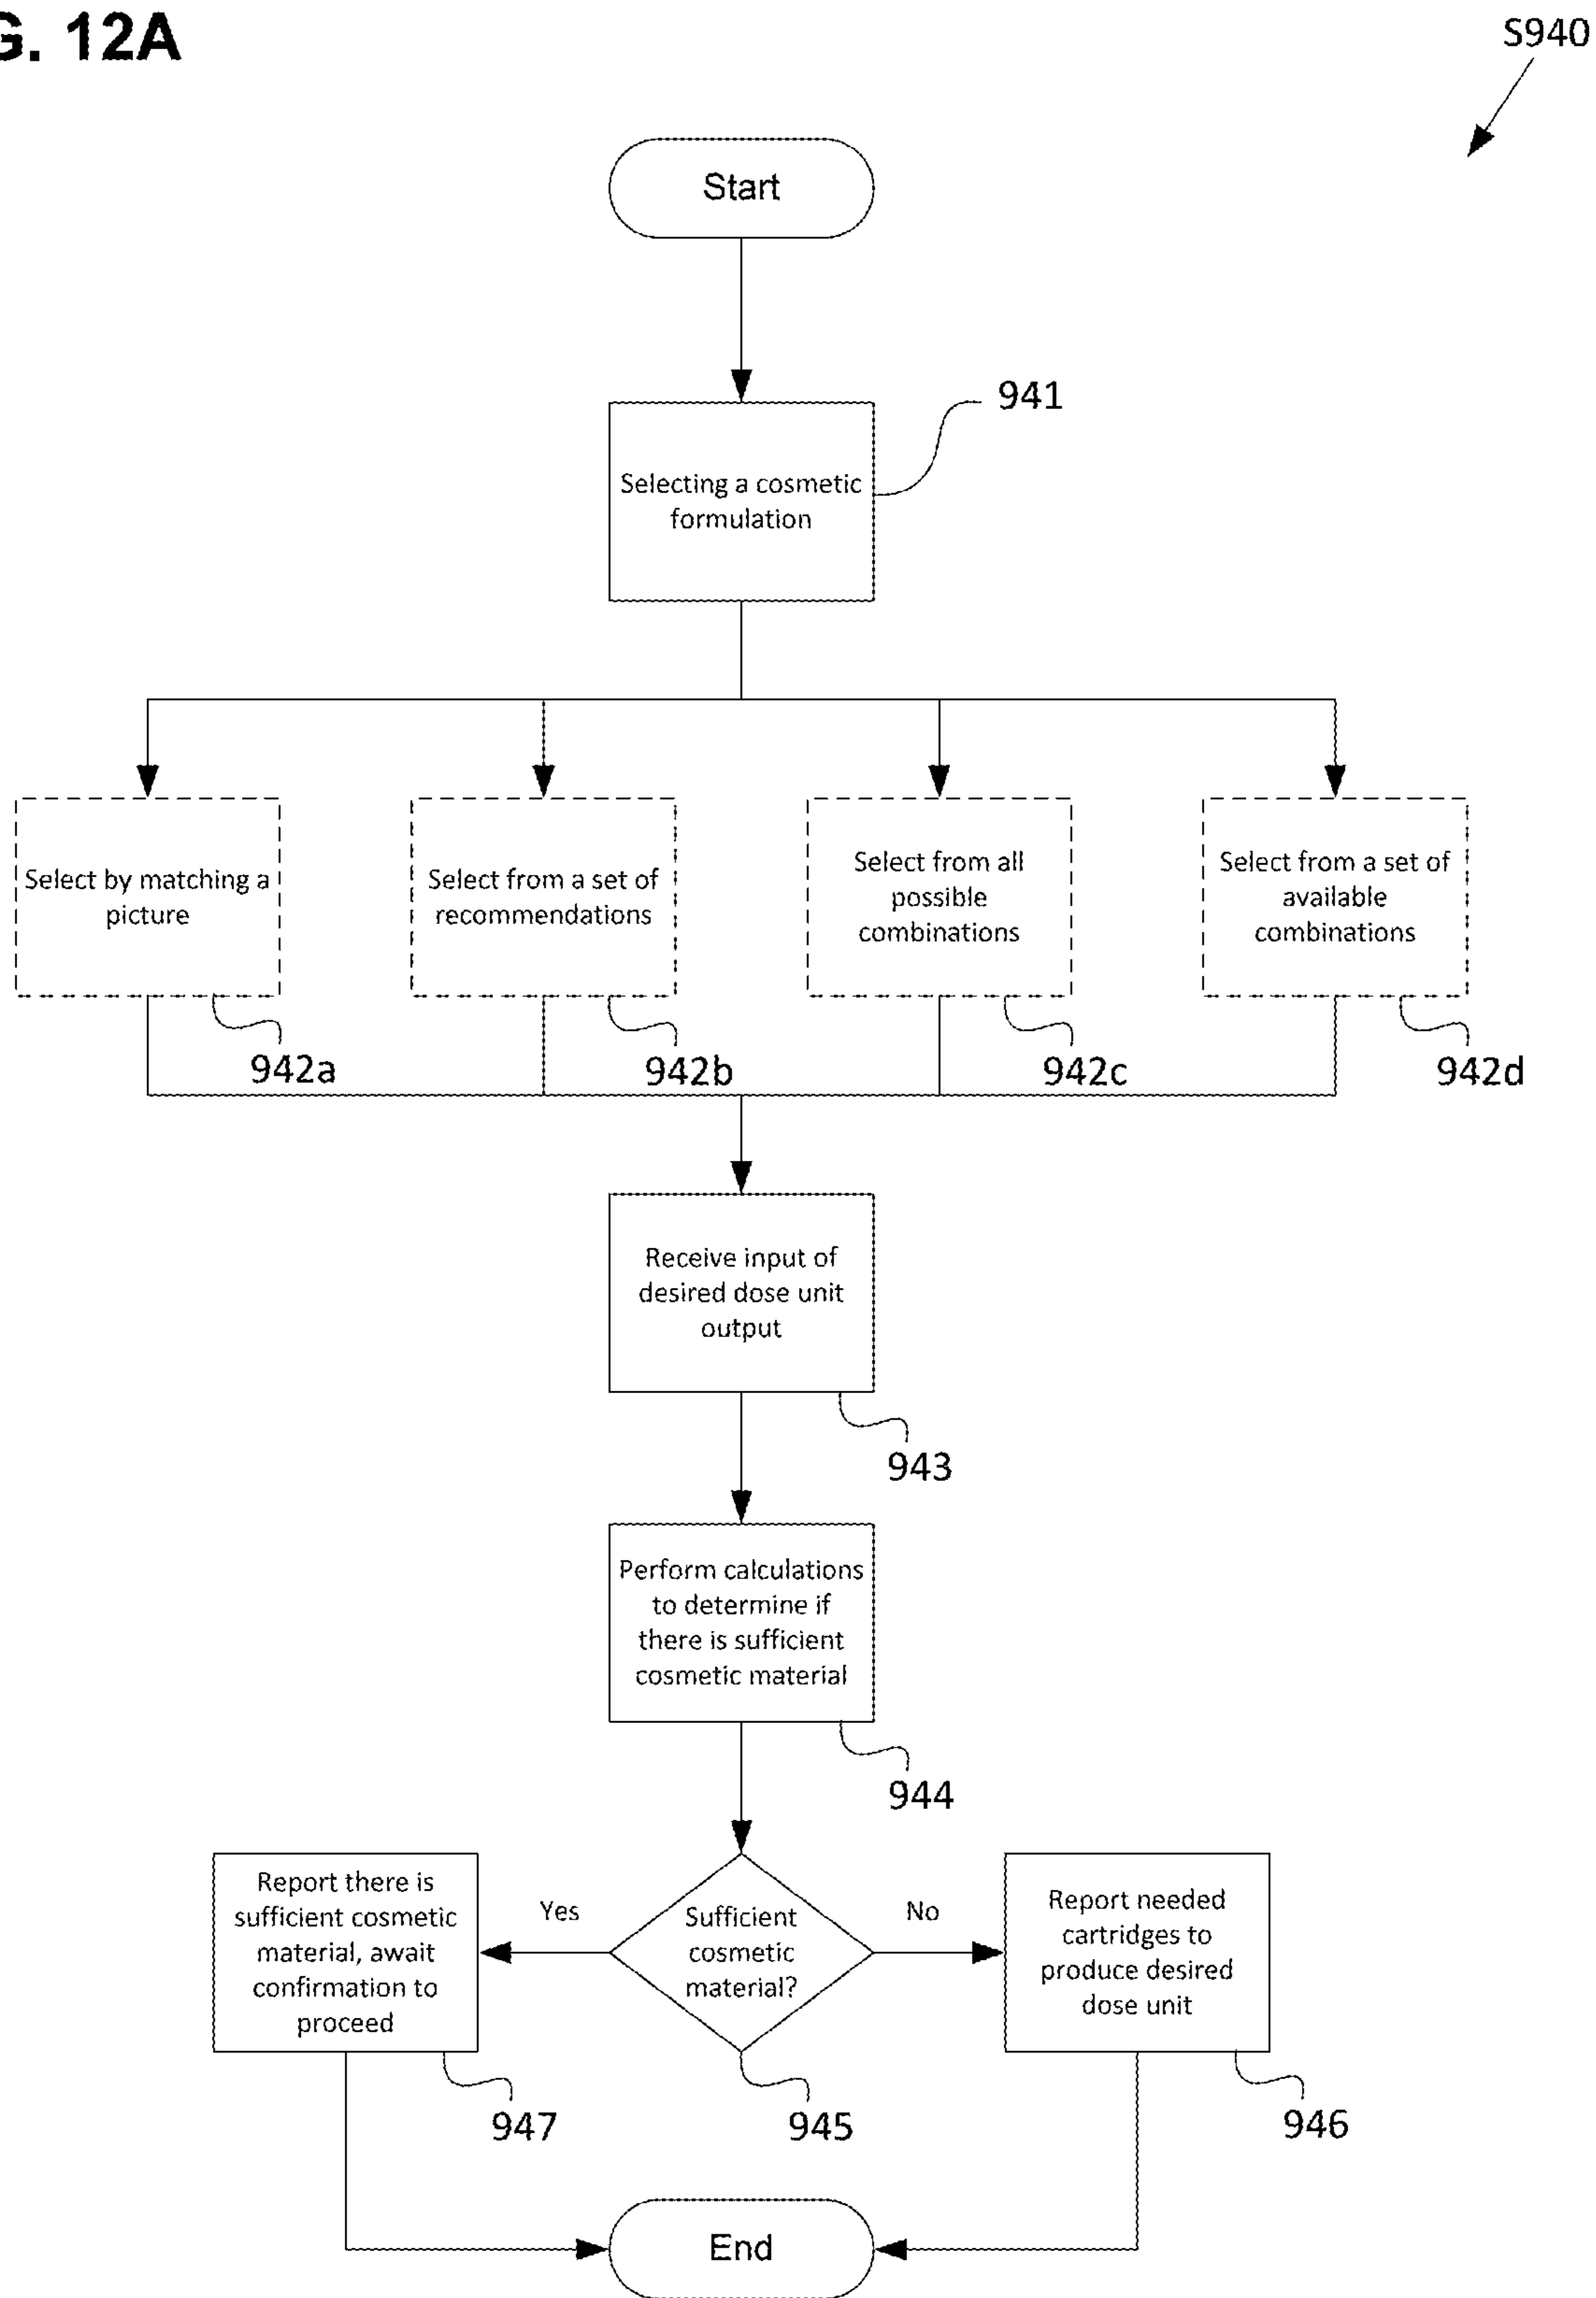 G. 12A
S940
Start
941
Selecting a cosmetic
formulation
Select by matching a
picture
Select from a set of
recommendations
Select from all
possible
combinations
Select from a set of
available
combinations
942a
942b
942c
942d
Receive input of
desired dose unit
output
943
Perform calculations
to determine if
there is sufficient
cosmetic material
944
Report there is
sufficient cosmetic
material, await
confirmation to
proceed
Yes
Sufficient
cosmetic
material?
No
Report needed
cartridges to
produce desired
dose unit
947
945
946
End